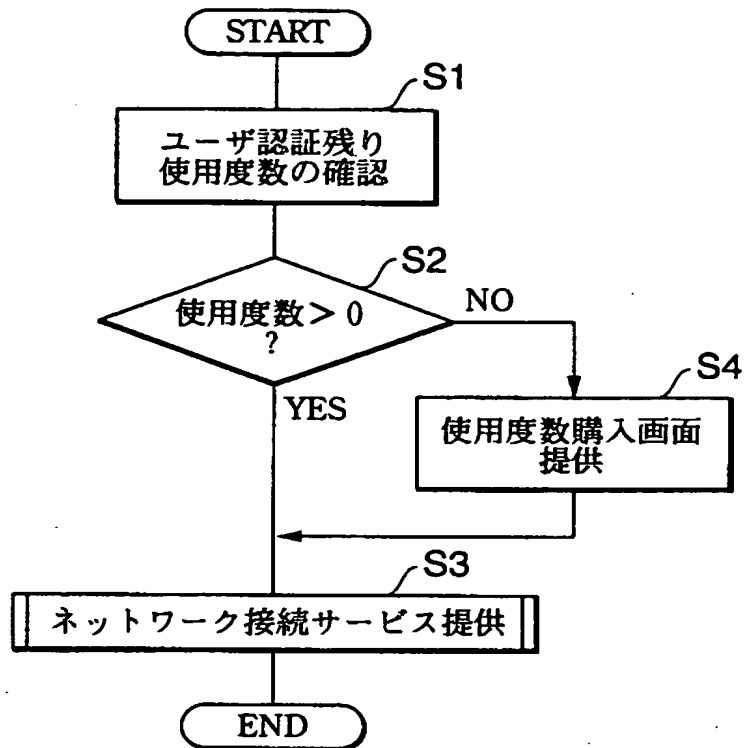 START
S1
ユーザ認証残り
使用度数の確認
S2
使用度数＞0
?
NO
YES
S4
使用度数購入画面
提供
S3
ネットワーク接続サービス提供
END